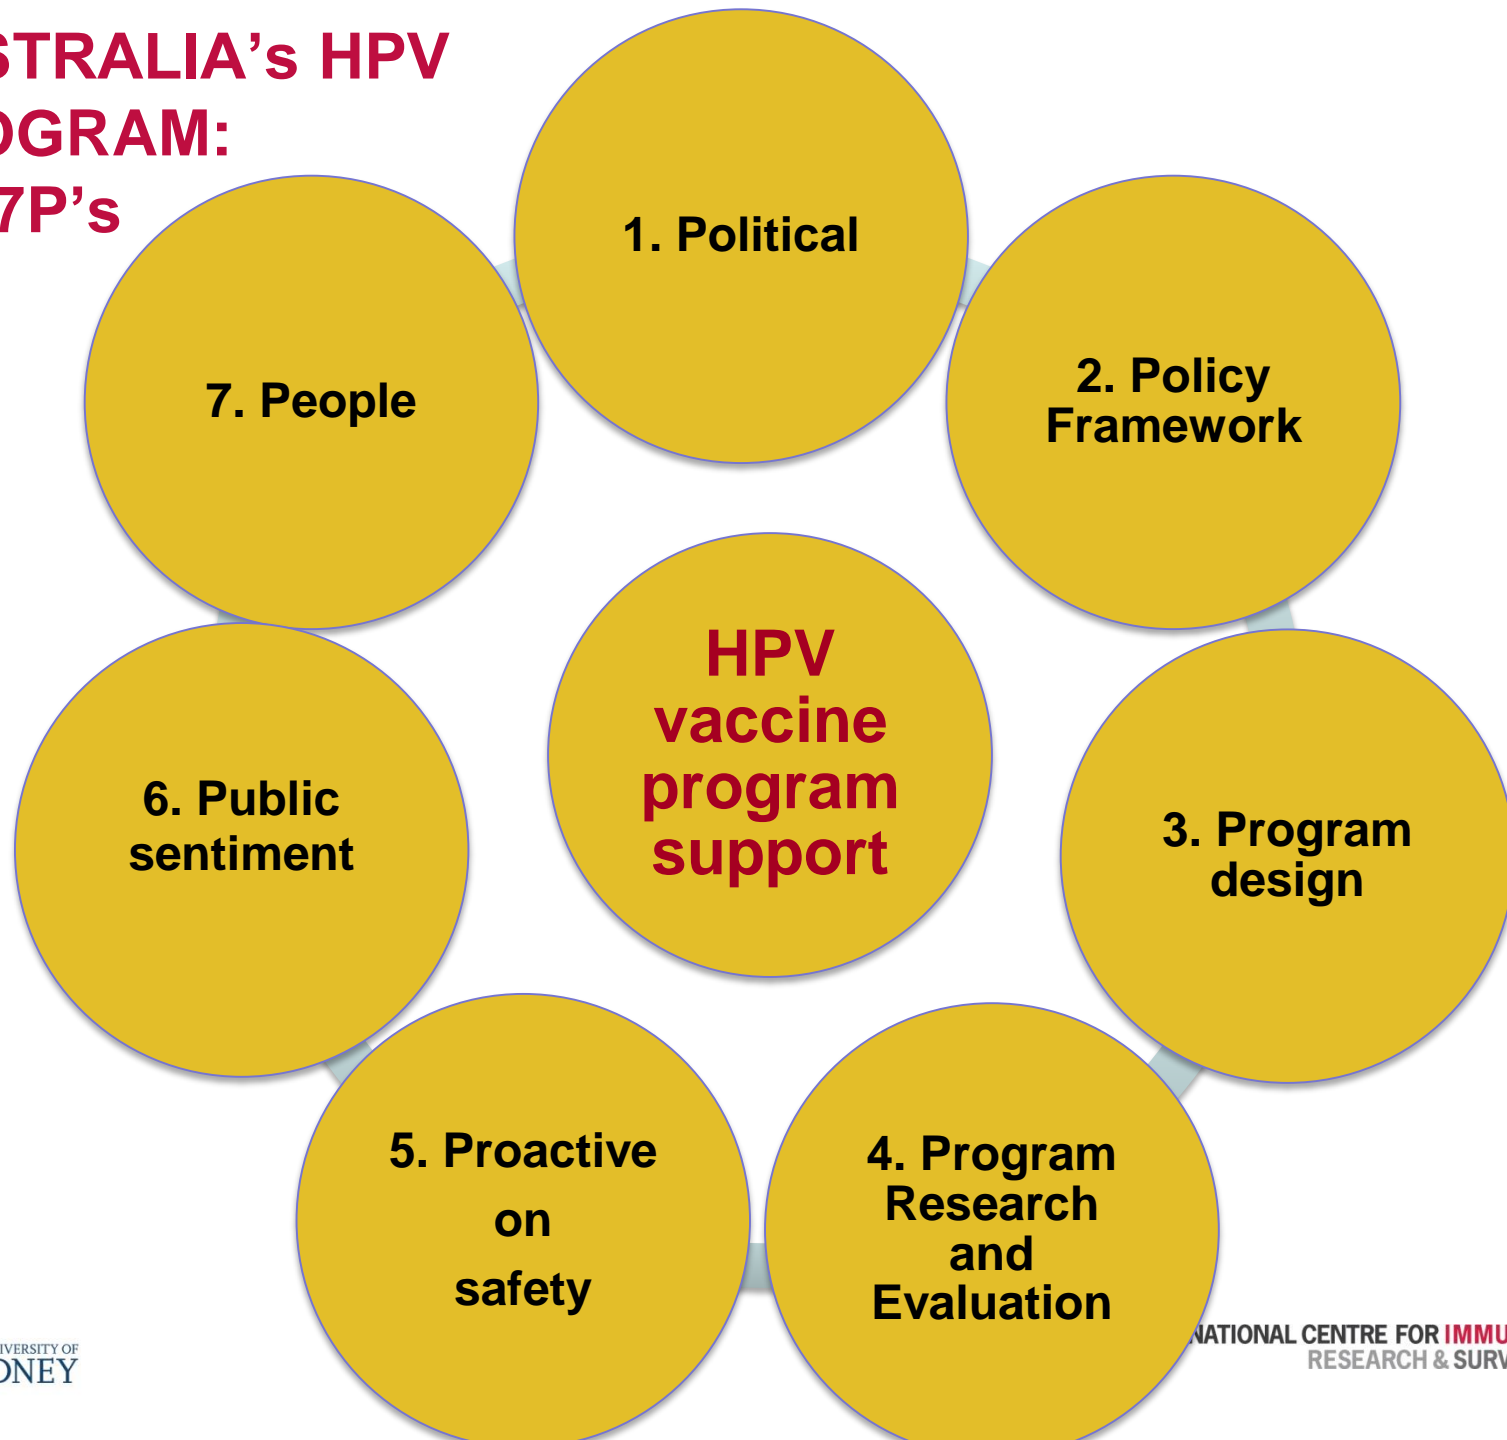 STRALIA’s HPV
OGRAM:
7P’s
1. Political
2. Policy
Framework
3. Program
design
4. Program
Research
and
Evaluation
5. Proactive
on
safety
6. Public
sentiment
7. People
HPV
vaccine
program
support
IVERSITY OF
NEY
NATIONAL CENTRE FOR IMMU
RESEARCH & SURV